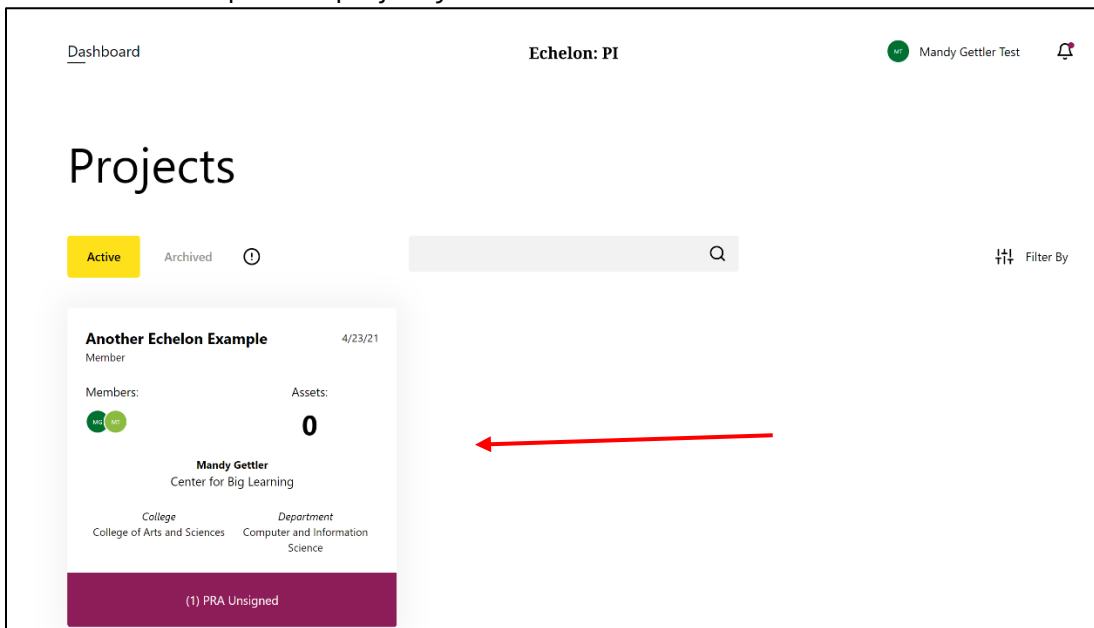 Dashboard
Echelon: PI
MT
Mandy Gettler Test
Projects
Active
Archived
Filter By
Another Echelon Example
4/23/21
Member
Members:
Assets:
MG MT
0
Mandy Gettler
Center for Big Learning
College
Department
College of Arts and Sciences
Computer and Information
Science
(1) PRA Unsigned